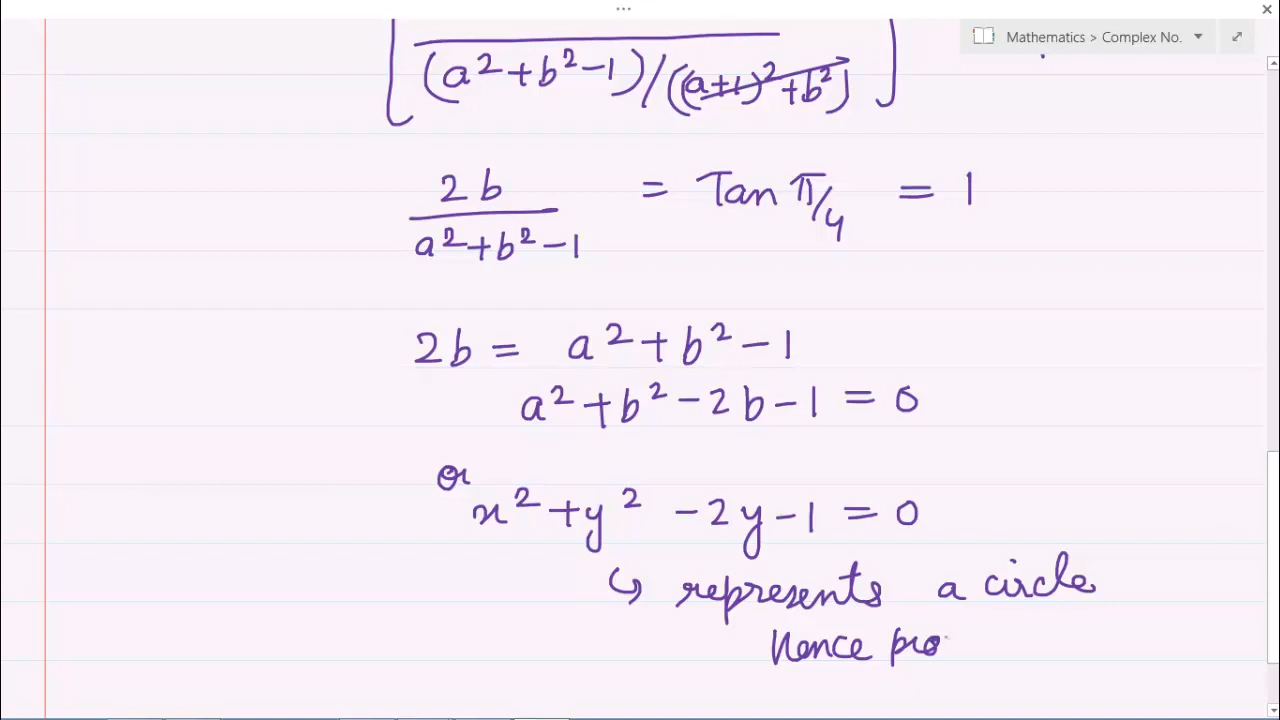 ...
Mathematics > Complex No.
(a²+b²-1)/((a+1)²+b²)
2b/(a²+b²-1) = Tan π/4 = 1
2b = a²+b²-1
a²+b²-2b-1 = 0
or
x²+y²-2y-1 = 0
↪ represents a circle
Hence pro